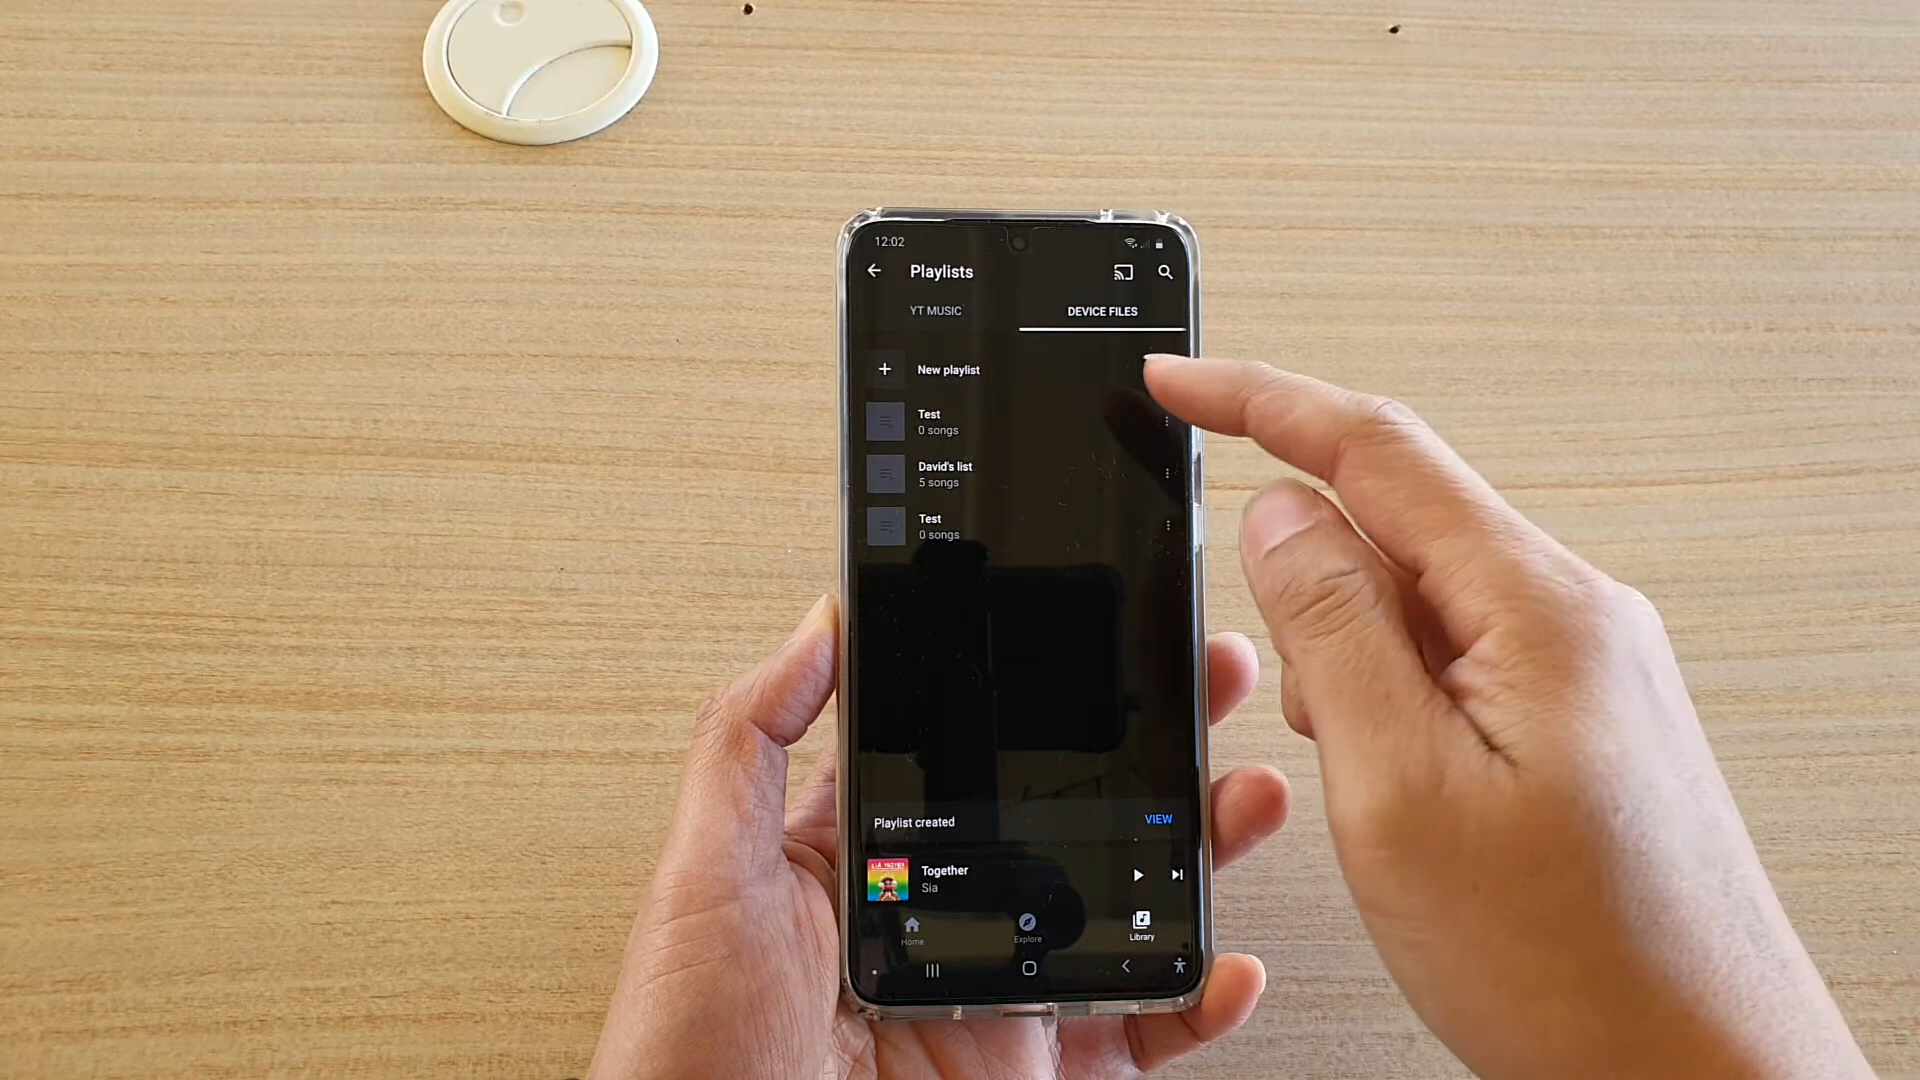 12:02
Playlists
YT MUSIC
DEVICE FILES
New playlist
Test
0 songs
David's list
5 songs
Test
0 songs
Playlist created
VIEW
Together
Sia
Home
Explore
Library